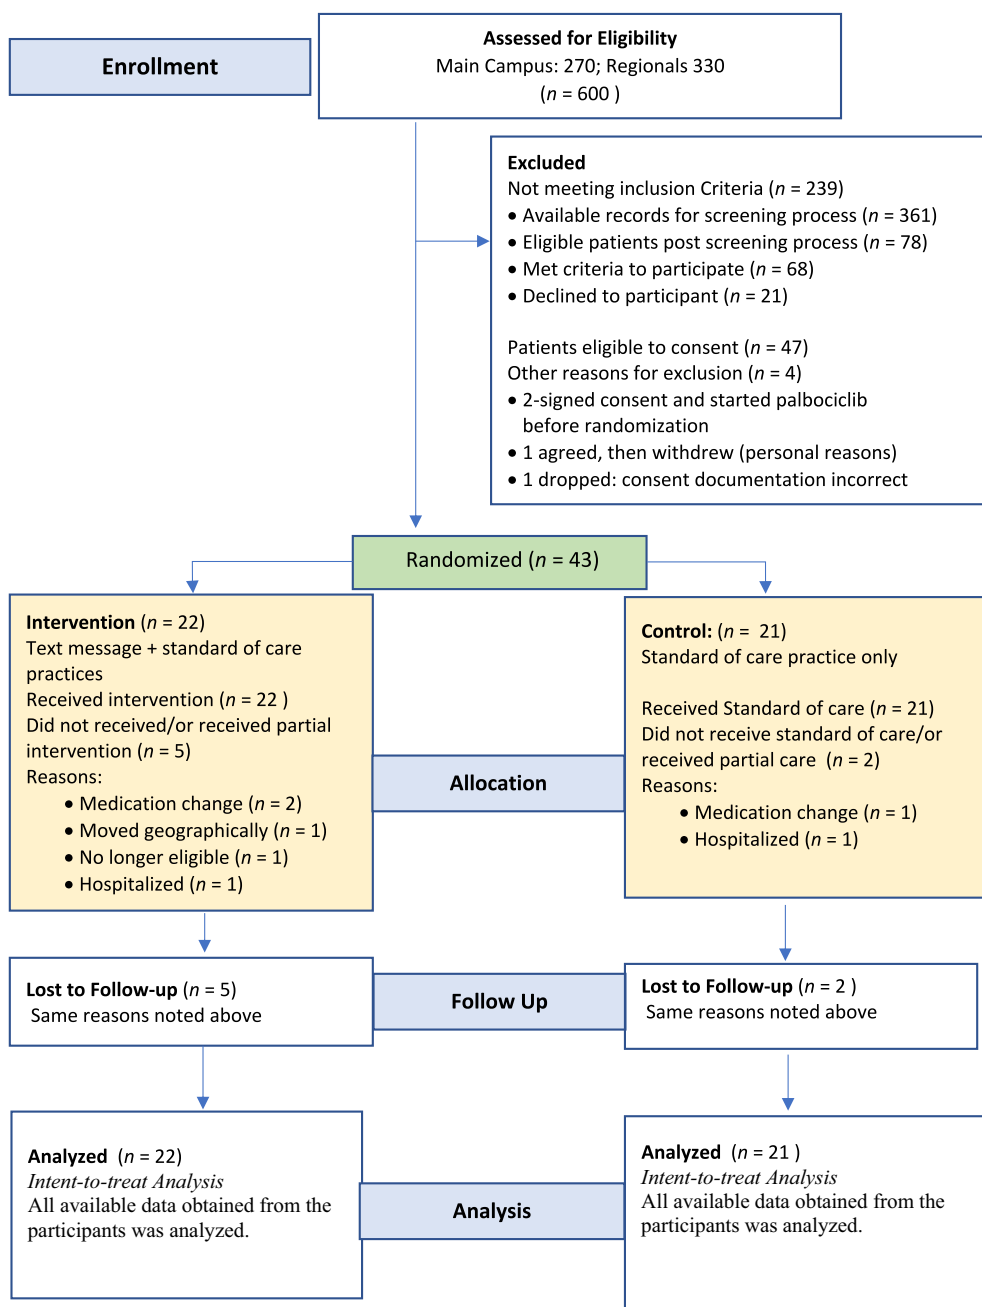 Enrollment
Assessed for Eligibility
Main Campus: 270; Regionals 330
(n = 600 )
Excluded
Not meeting inclusion Criteria (n = 239)
• Available records for screening process (n = 361)
• Eligible patients post screening process (n = 78)
• Met criteria to participate (n = 68)
• Declined to participant (n = 21)
Patients eligible to consent (n = 47)
Other reasons for exclusion (n = 4)
• 2-signed consent and started palbociclib
before randomization
• 1 agreed, then withdrew (personal reasons)
• 1 dropped: consent documentation incorrect
Randomized (n = 43)
Intervention (n = 22)
Text message + standard of care
practices
Received intervention (n = 22 )
Did not received/or received partial
intervention (n = 5)
Reasons:
• Medication change (n = 2)
• Moved geographically (n = 1)
• No longer eligible (n = 1)
• Hospitalized (n = 1)
Control: (n = 21)
Standard of care practice only
Received Standard of care (n = 21)
Did not receive standard of care/or
received partial care (n = 2)
Reasons:
• Medication change (n = 1)
• Hospitalized (n = 1)
Allocation
Lost to Follow-up (n = 5)
Same reasons noted above
Follow Up
Lost to Follow-up (n = 2 )
Same reasons noted above
Analyzed (n = 22)
Intent-to-treat Analysis
All available data obtained from the
participants was analyzed.
Analysis
Analyzed (n = 21 )
Intent-to-treat Analysis
All available data obtained from the
participants was analyzed.